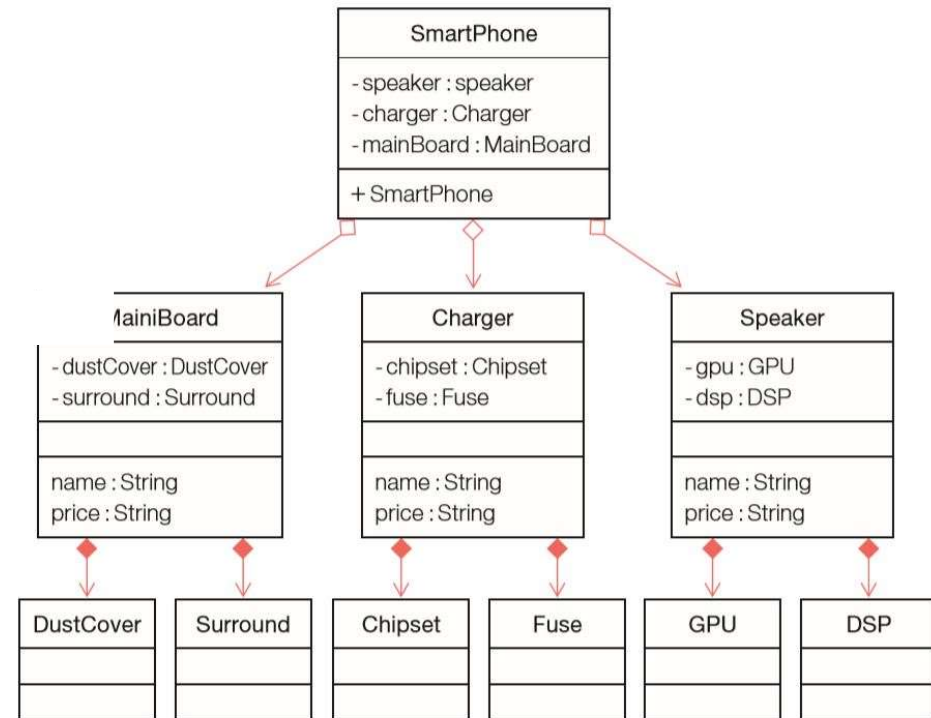 SmartPhone
- speaker : speaker
- charger : Charger
- mainBoard : MainBoard
+ SmartPhone
MainiBoard
- dustCover : DustCover
- surround : Surround
name : String
price : String
Charger
- chipset : Chipset
- fuse : Fuse
name : String
price : String
Speaker
- gpu : GPU
- dsp : DSP
name : String
price : String
DustCover
Surround
Chipset
Fuse
GPU
DSP